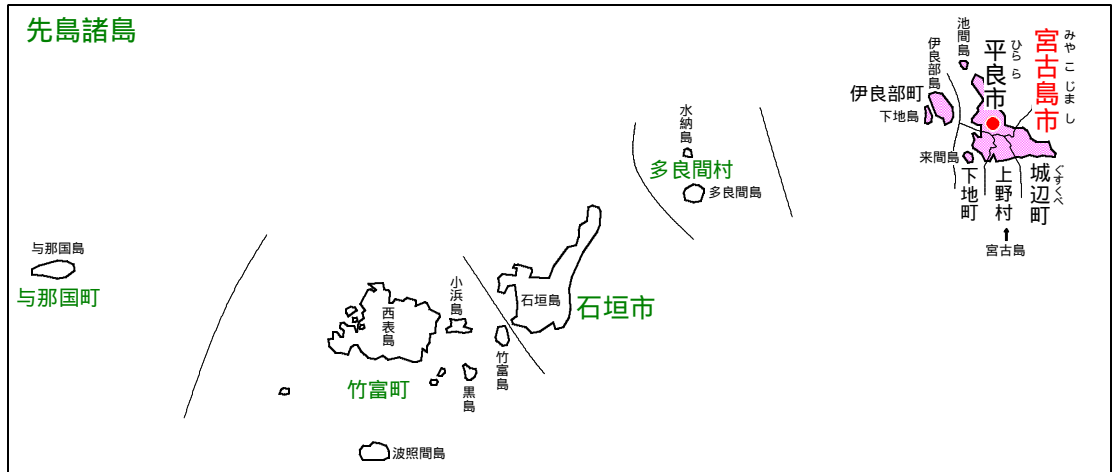 先島諸島
宮古島市
みやこじまし
平良市
ひらら
池間島
伊良部島
伊良部町
下地島
来間島
下地町
上野村
城辺町
ぐすくべ
宮古島
水納島
多良間村
多良間島
石垣島
石垣市
小浜島
西表島
竹富島
黒島
竹富町
波照間島
与那国島
与那国町